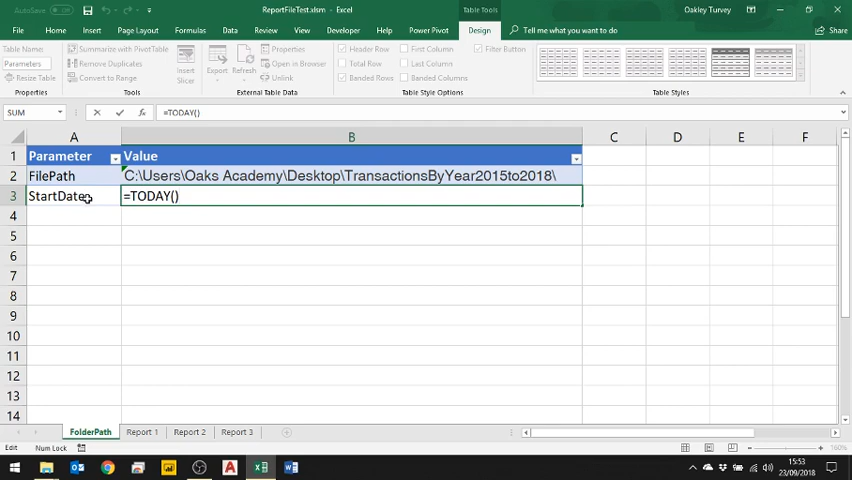 AutoSave Off
ReportFileTest.xlsm - Excel
Table Tools
Oakley Turvey
File Home Insert Page Layout Formulas Data Review View Developer Help Power Pivot Design Tell me what you want to do Share
Table Name:
Parameters
Resize Table
Properties
Summarize with PivotTable
Remove Duplicates
Convert to Range
Tools
Insert
Slicer
Export
Refresh
Properties
Open in Browser
Unlink
External Table Data
Header Row
Total Row
Banded Rows
First Column
Last Column
Banded Columns
Filter Button
Table Style Options
Table Styles
SUM
fx
=TODAY()
A B C D E F
1 Parameter Value
2 FilePath C:\Users\Oaks Academy\Desktop\TransactionsByYear2015to2018\
3 StartDate =TODAY()
4
5
6
7
8
9
10
11
12
13
14
FolderPath Report 1 Report 2 Report 3
Edit Num Lock
160%
15:53
23/09/2018